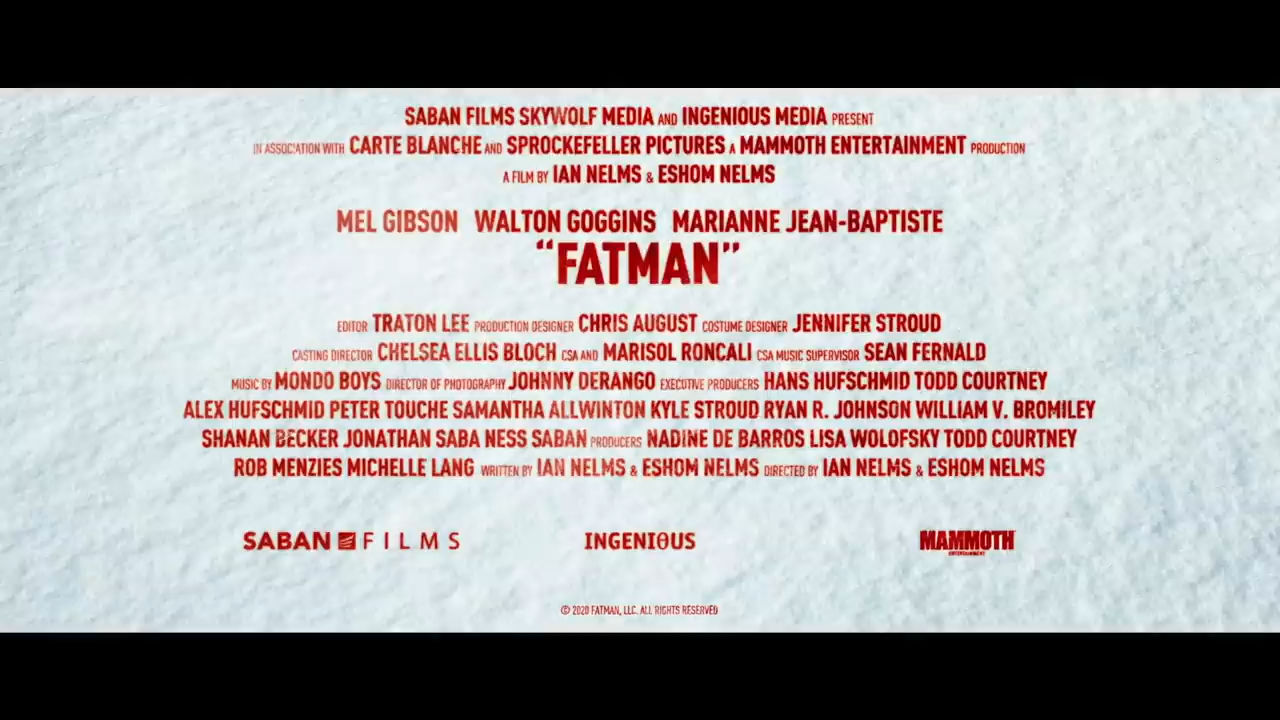 SABAN FILMS SKYWOLF MEDIA AND INGENIOUS MEDIA PRESENT
IN ASSOCIATION WITH CARTE BLANCHE AND SPROCKEFELLER PICTURES A MAMMOTH ENTERTAINMENT PRODUCTION
A FILM BY IAN NELMS & ESHOM NELMS
MEL GIBSON WALTON GOGGINS MARIANNE JEAN-BAPTISTE
“FATMAN”
EDITOR TRATON LEE PRODUCTION DESIGNER CHRIS AUGUST COSTUME DESIGNER JENNIFER STROUD
CASTING DIRECTOR CHELSEA ELLIS BLOCH CSA AND MARISOL RONCALI CSA MUSIC SUPERVISOR SEAN FERNALD
MUSIC BY MONDO BOYS DIRECTOR OF PHOTOGRAPHY JOHNNY DERANGO EXECUTIVE PRODUCERS HANS HUFSCHMID TODD COURTNEY
ALEX HUFSCHMID PETER TOUCHE SAMANTHA ALLWINTON KYLE STROUD RYAN R. JOHNSON WILLIAM V. BROMILEY
SHANAN BECKER JONATHAN SABA NESS SABAN PRODUCERS NADINE DE BARROS LISA WOLOFSKY TODD COURTNEY
ROB MENZIES MICHELLE LANG WRITTEN BY IAN NELMS & ESHOM NELMS DIRECTED BY IAN NELMS & ESHOM NELMS
SABAN FILMS INGENIOUS MAMMOTH
ENTERTAINMENT
© 2020 FATMAN, LLC. ALL RIGHTS RESERVED